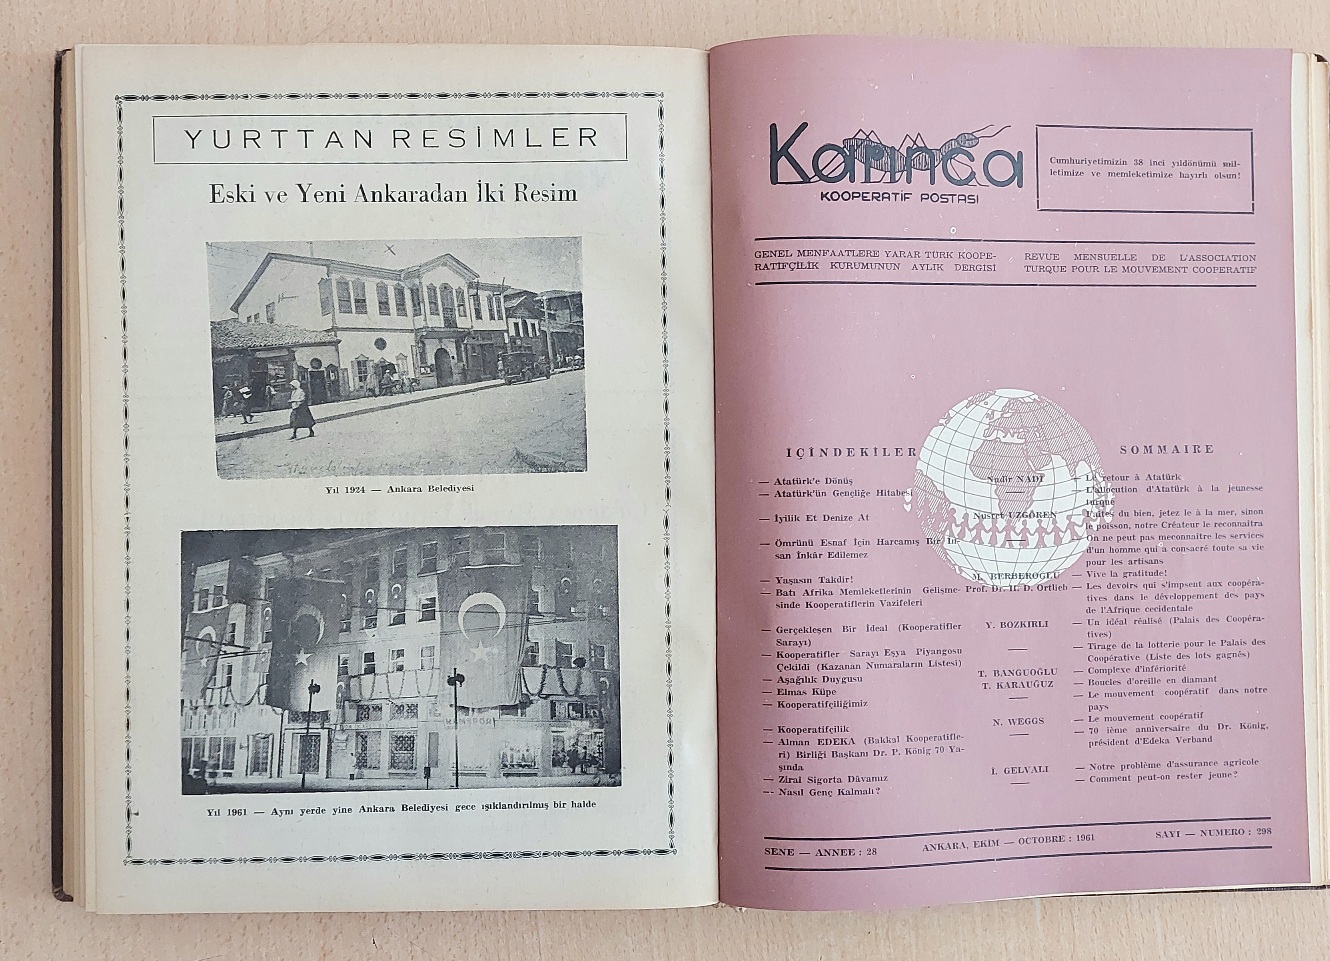 YURTTAN RESİMLER
Eski ve Yeni Ankaradan İki Resim
Yıl 1924 — Ankara Belediyesi
Yıl 1961 — Aynı yerde yine Ankara Belediyesi gece ışıklandırılmış bir halde
Karınca
KOOPERATİF POSTASI
Cumhuriyetimizin 38 inci yıldönümü mil-
letimize ve memleketimize hayırlı olsun!
GENEL MENFAATLERE YARAR TÜRK KOOPE-
RATİFÇİLİK KURUMUNUN AYLIK DERGİSİ
REVUE MENSUELLE DE L'ASSOCIATION
TURQUE POUR LE MOUVEMENT COOPERATIF
İÇİNDEKİLER
— Atatürk'e Dönüş
— Atatürk'ün Gençliğe Hitabesi
— İyilik Et Denize At
— Ömrünü Esnaf İçin Harcamış Bir İn-
san İnkâr Edilemez
— Yaşasın Takdir!
— Batı Afrika Memleketlerinin Gelişme-
sinde Kooperatiflerin Vazifeleri
— Gerçekleşen Bir İdeal (Kooperatifler
Sarayı)
— Kooperatifler Sarayı Eşya Piyangosu
Çekildi (Kazanan Numaraların Listesi)
— Aşağılık Duygusu
— Elmas Küpe
— Kooperatifçiliğimiz
— Kooperatifçilik
— Alman EDEKA (Bakkal Kooperatifle-
ri) Birliği Başkanı Dr. P. König 70 Ya-
şında
— Zirai Sigorta Dâvamız
— Nasıl Genç Kalmalı?
Nadir NADİ
Nusret UZGÖREN
M. BERBEROĞLU
Prof. Dr. H. D. Ortlieb
Y. BOZKIRLI
T. BANGUOĞLU
T. KARAUĞUZ
N. WEGGS
İ. GELVALI
SOMMAIRE
— Le retour à Atatürk
— L'allocution d'Atatürk à la jeunesse
turque
Faites du bien, jetez le à la mer, sinon
le poisson, notre Créateur le reconnaitra
On ne peut pas meconnaitre les services
d'un homme qui a consacré toute sa vie
pour les artisans
— Vive la gratitude!
— Les devoirs qui s'impsent aux coopéra-
tives dans le développement des pays
de l'Afrique cecidentale
— Un idéal réalisé (Palais des Coopéra-
tives)
— Tirage de la lotterie pour le Palais des
Coopérative (Liste des lots gagnés)
— Complexe d'infériorité
— Boucles d'oreille en diamant
— Le mouvement coopératif dans notre
pays
— Le mouvement coopératif
— 70 ième anniversaire du Dr. König,
président d'Edeka Verband
— Notre problème d'assurance agricole
— Comment peut-on rester jeune?
SENE — ANNEE : 28
ANKARA, EKİM — OCTOBRE : 1961
SAYI — NUMERO : 298